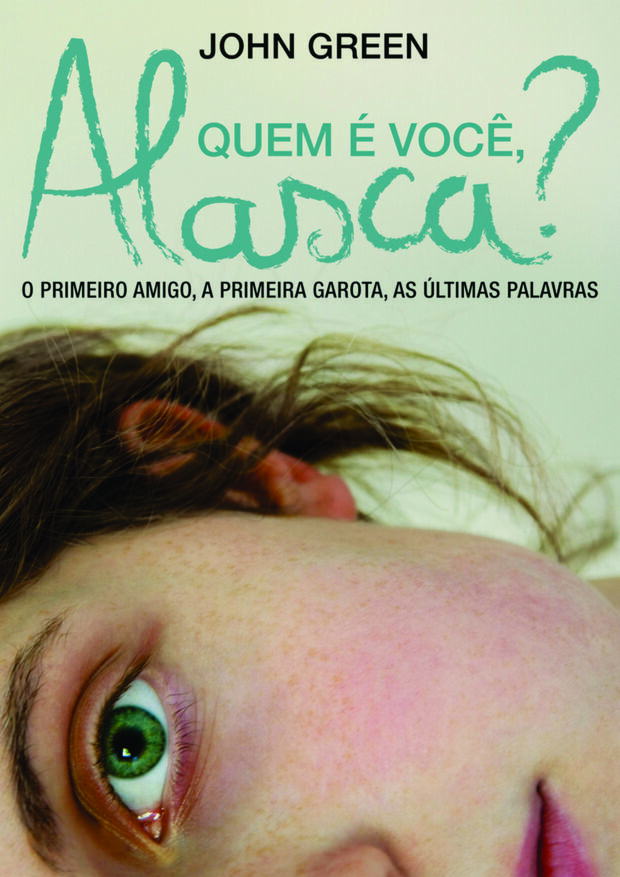 JOHN GREEN
QUEM É VOCÊ,
Alasca?
O PRIMEIRO AMIGO, A PRIMEIRA GAROTA, AS ÚLTIMAS PALAVRAS